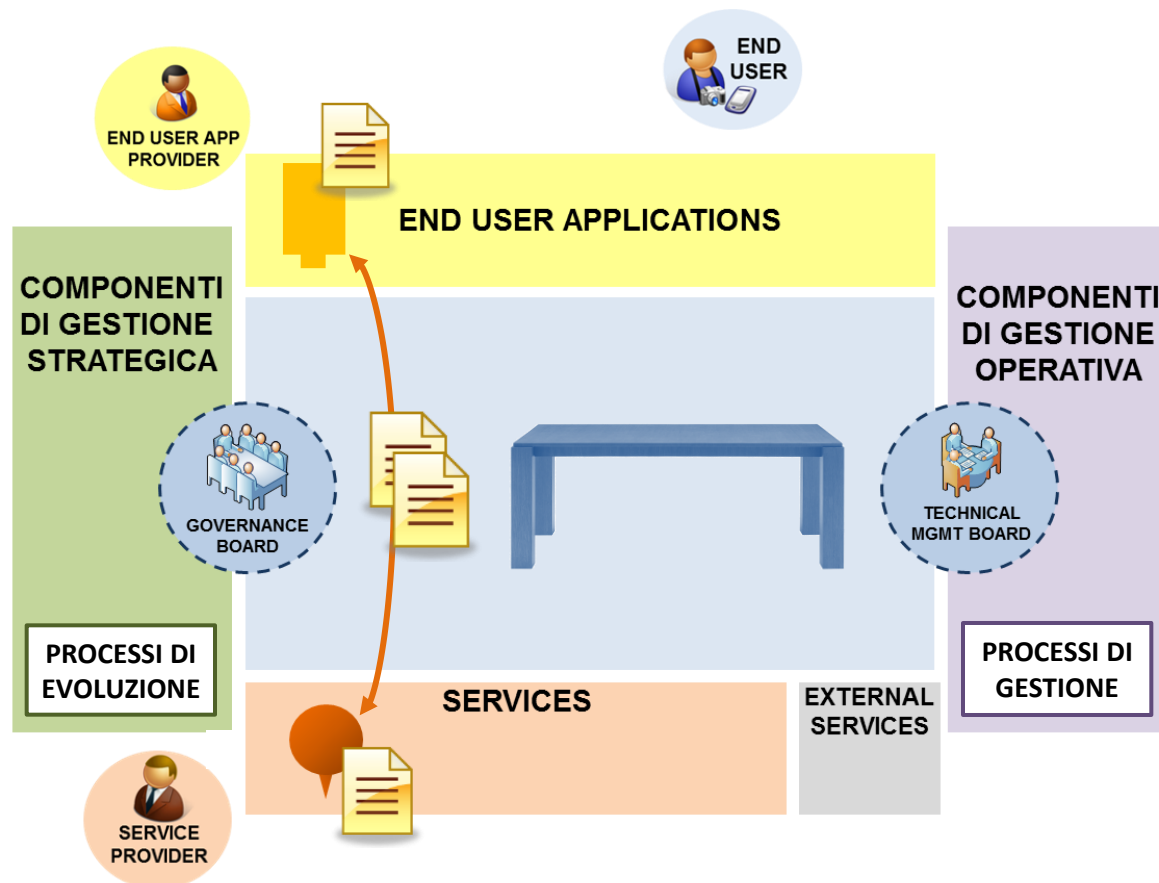 END
USER
END USER APP
PROVIDER
END USER APPLICATIONS
COMPONENTI
DI GESTIONE
STRATEGICA
COMPONENTI
DI GESTIONE
OPERATIVA
GOVERNANCE
BOARD
TECHNICAL
MGMT BOARD
PROCESSI DI
EVOLUZIONE
PROCESSI DI
GESTIONE
SERVICES
EXTERNAL
SERVICES
SERVICE
PROVIDER